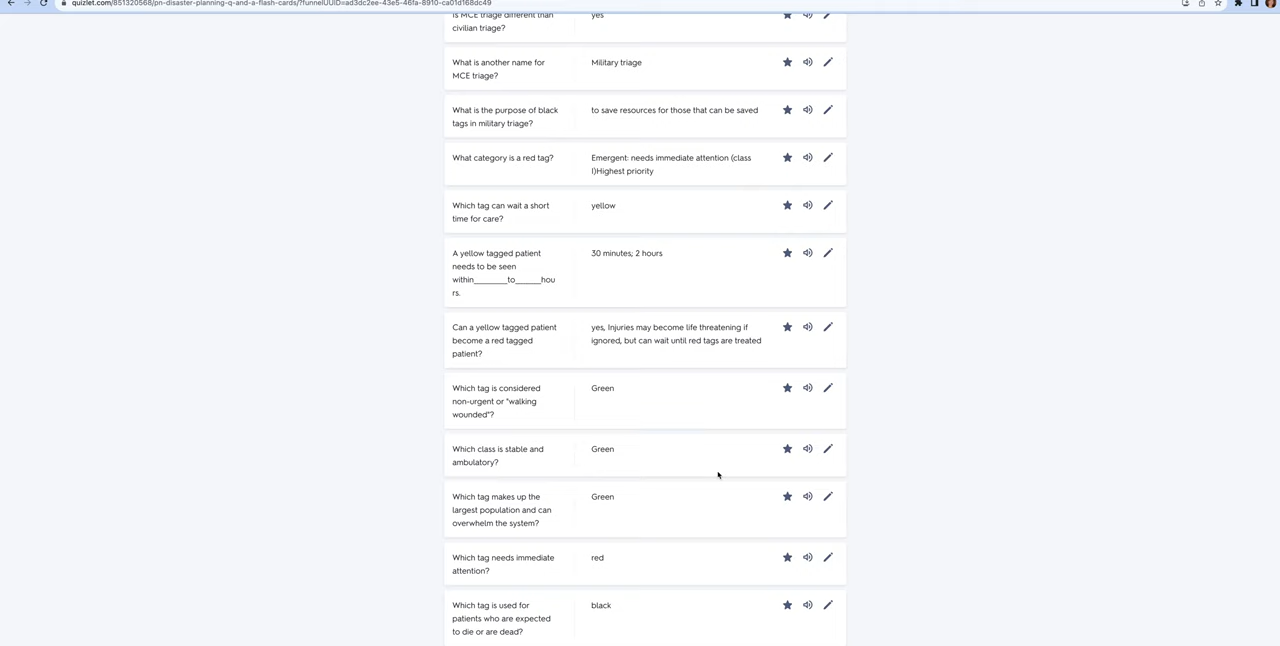 quizlet.com/851320568/pn-disaster-planning-q-and-a-flash-cards/?funnelUUID=ad3dc2ee-43e5-46fa-8910-ca01d168dc49
Is MCE triage different than
civilian triage?
yes
What is another name for
MCE triage?
Military triage
What is the purpose of black
tags in military triage?
to save resources for those that can be saved
What category is a red tag?
Emergent: needs immediate attention (class
I)Highest priority
Which tag can wait a short
time for care?
yellow
A yellow tagged patient
needs to be seen
within________to______hou
rs.
30 minutes; 2 hours
Can a yellow tagged patient
become a red tagged
patient?
yes, Injuries may become life threatening if
ignored, but can wait until red tags are treated
Which tag is considered
non-urgent or "walking
wounded"?
Green
Which class is stable and
ambulatory?
Green
Which tag makes up the
largest population and can
overwhelm the system?
Green
Which tag needs immediate
attention?
red
Which tag is used for
patients who are expected
to die or are dead?
black